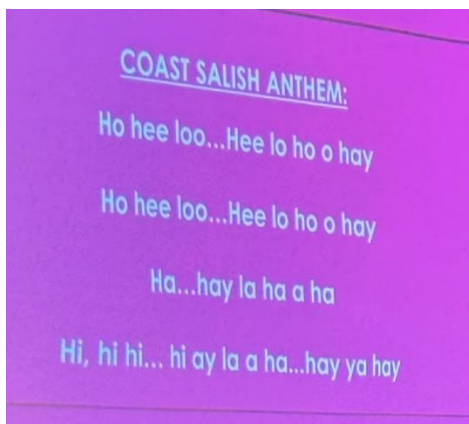 COAST SALISH ANTHEM:
Ho hee loo...Hee lo ho o hay
Ho hee loo...Hee lo ho o hay
Ha...hay la ha a ha
Hi, hi hi... hi ay la a ha...hay ya hay